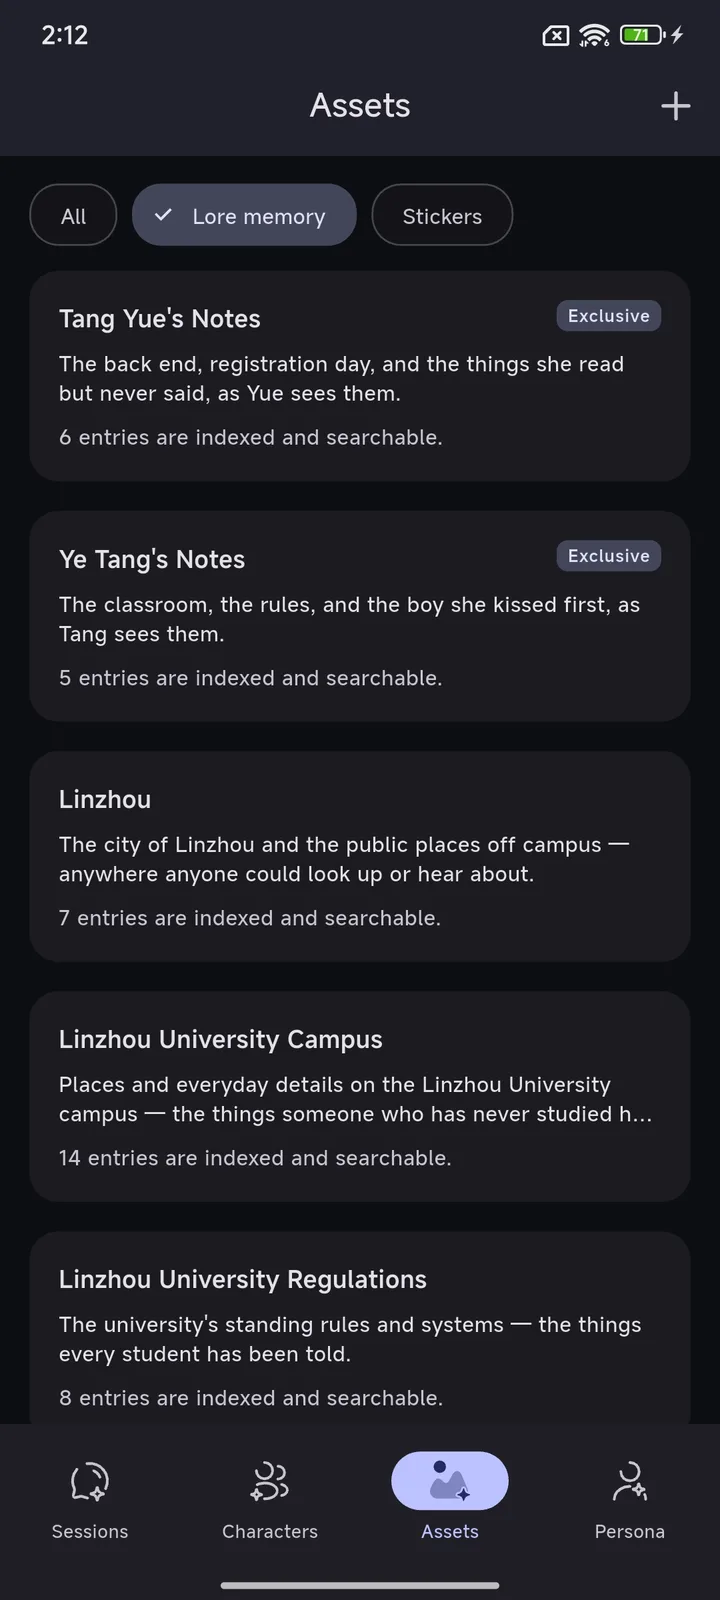 2:12
71
6
Assets
All
Lore memory
Stickers
Tang Yue's Notes
Exclusive
The back end, registration day, and the things she read
but never said, as Yue sees them.
6 entries are indexed and searchable.
Ye Tang's Notes
Exclusive
The classroom, the rules, and the boy she kissed first, as
Tang sees them.
5 entries are indexed and searchable.
Linzhou
The city of Linzhou and the public places off campus —
anywhere anyone could look up or hear about.
7 entries are indexed and searchable.
Linzhou University Campus
Places and everyday details on the Linzhou University
campus — the things someone who has never studied h...
14 entries are indexed and searchable.
Linzhou University Regulations
The university's standing rules and systems — the things
every student has been told.
8 entries are indexed and searchable.
Sessions
Characters
Assets
Persona